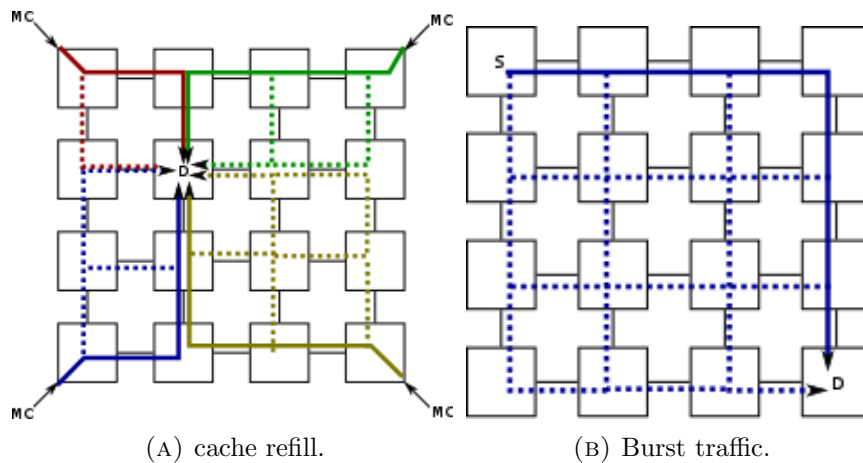 MC
MC
S
D
D
MC
MC
(A) cache refill.
(B) Burst traffic.